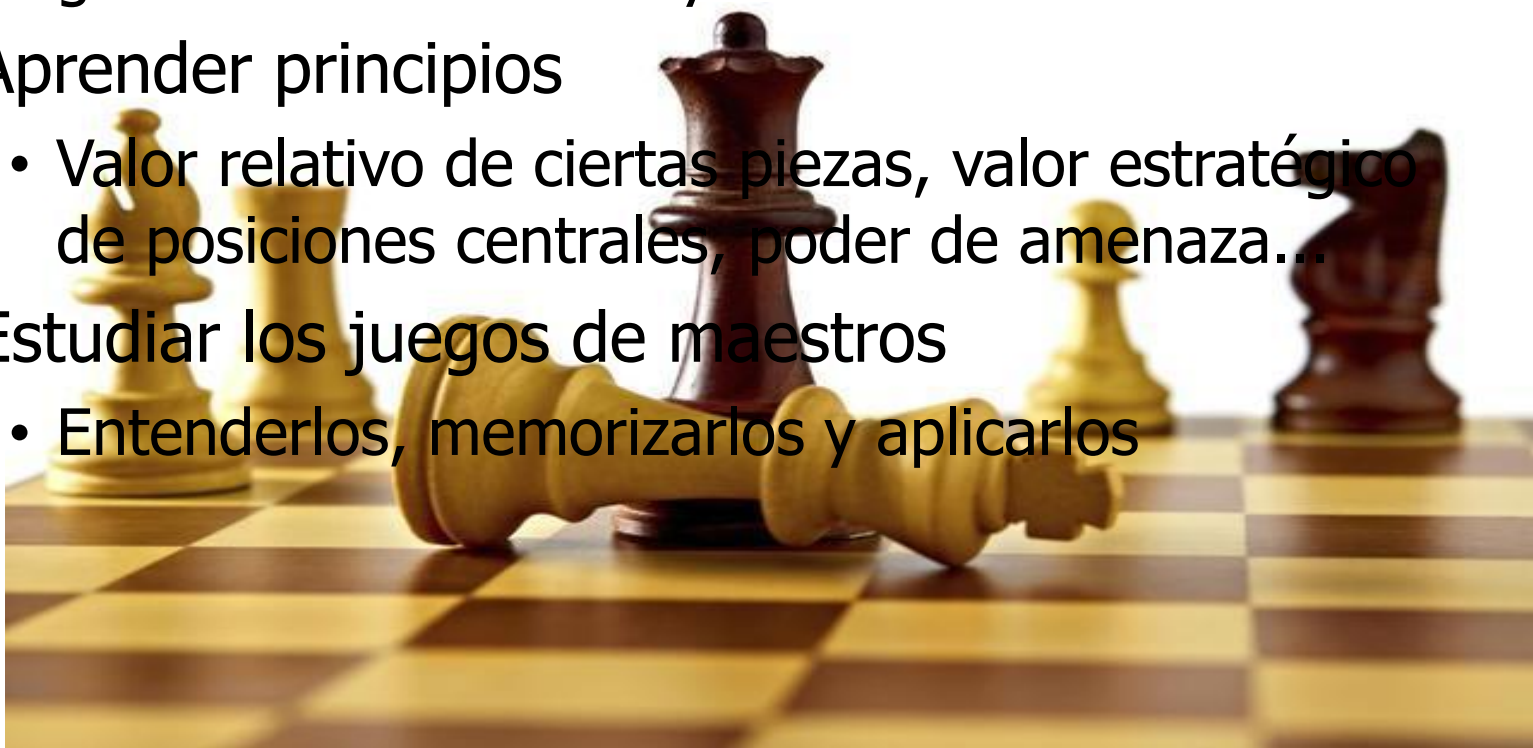 Aprender principios
• Valor relativo de ciertas piezas, valor estratégico
de posiciones centrales, poder de amenaza...
Estudiar los juegos de maestros
• Entenderlos, memorizarlos y aplicarlos